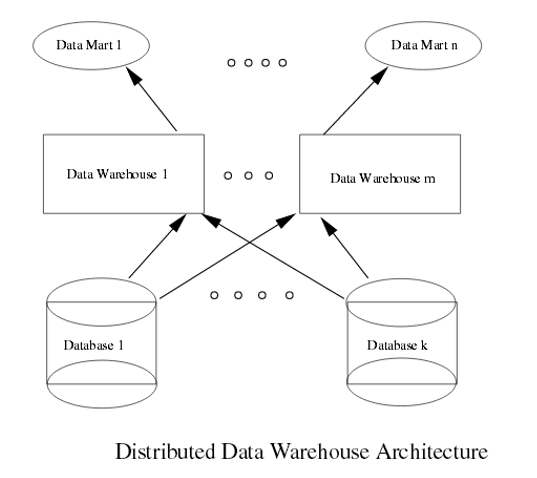 Data Mart 1
Data Mart n
Data Warehouse 1
Data Warehouse m
Database 1
Database k
Distributed Data Warehouse Architecture